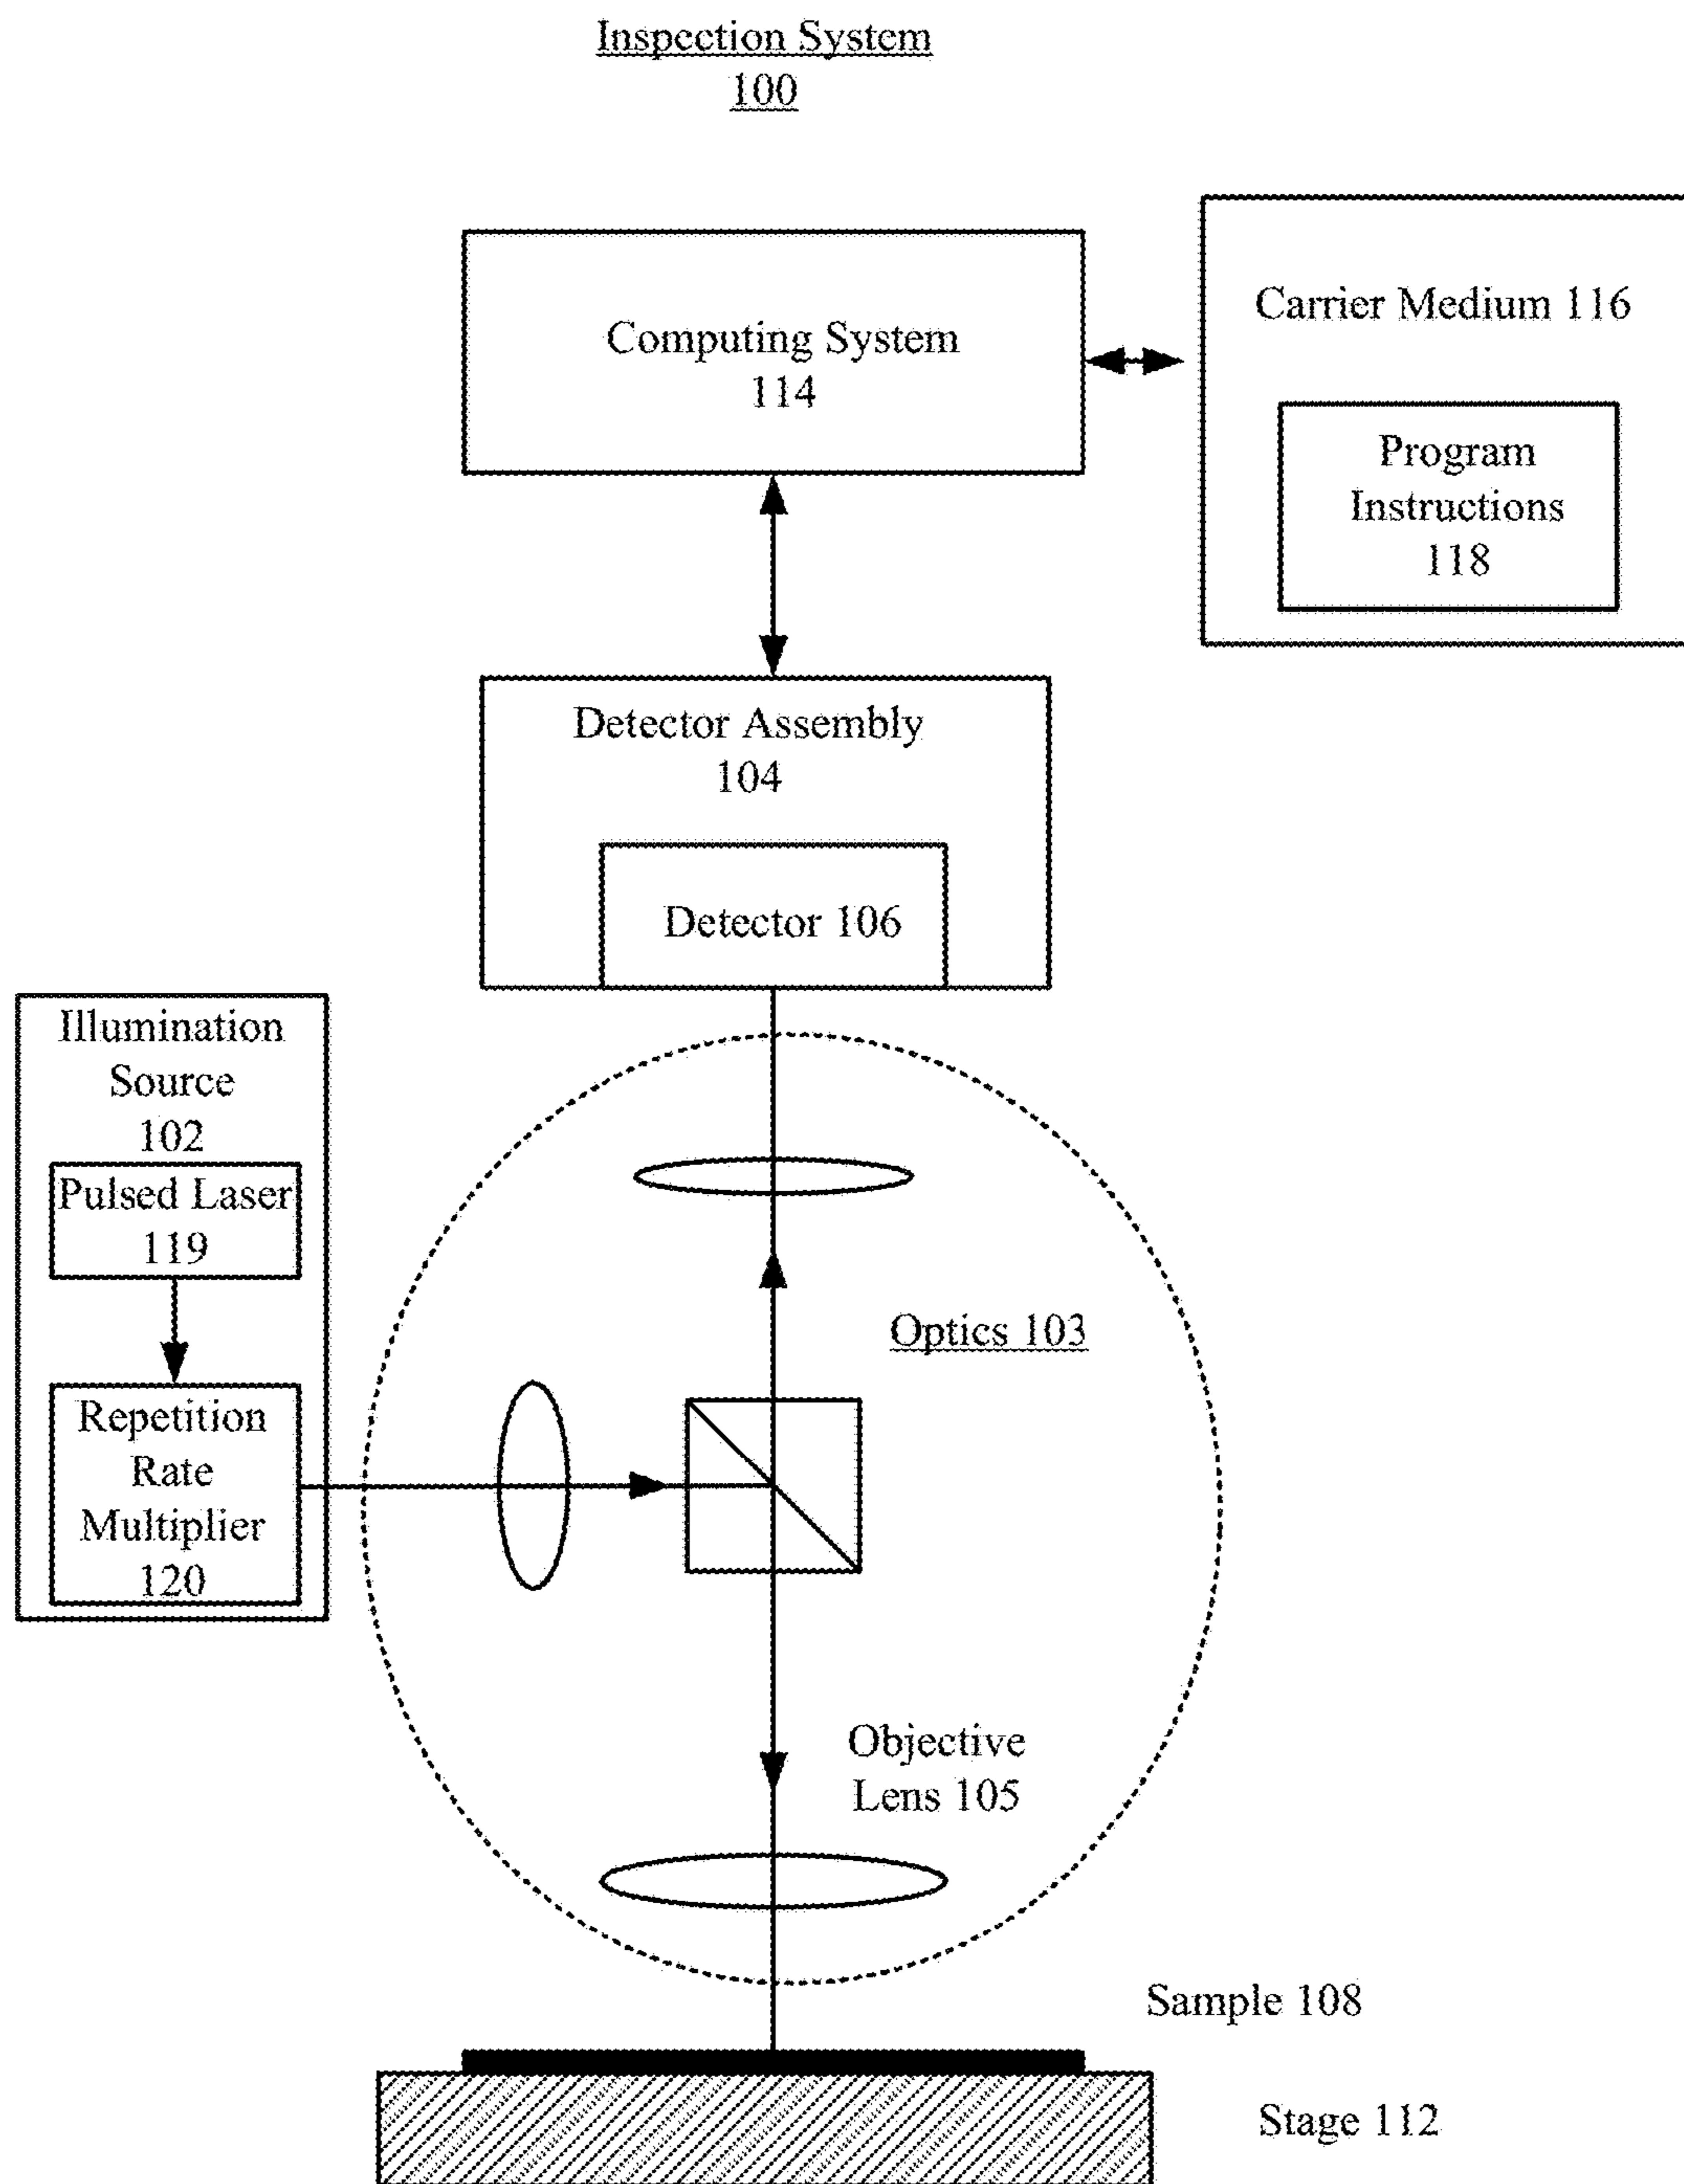 Inspection System
100
Computing System
114
Carrier Medium 116
Program
Instructions
118
Detector Assembly
104
Detector 106
Illumination
Source
102
Pulsed Laser
119
Repetition
Rate
Multiplier
120
Optics 103
Objective
Lens 105
Sample 108
Stage 112